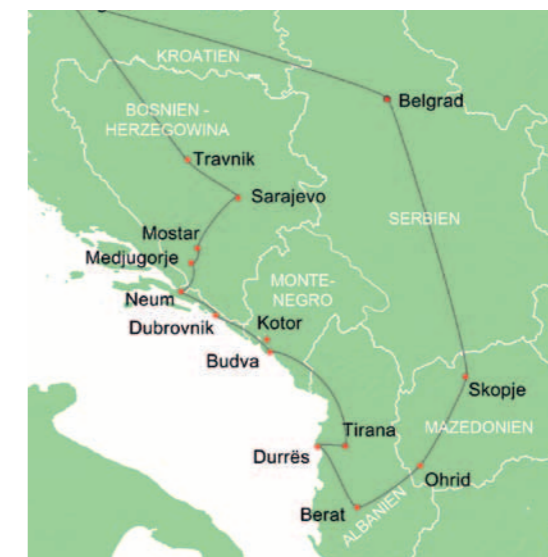 KROATIEN
Belgrad
BOSNIEN -
HERZEGOWINA
Travnik
Sarajevo
SERBIEN
Mostar
Medjugorje
MONTE-
NEGRO
Neum
Dubrovnik
Kotor
Budva
Skopje
MAZEDONIEN
Tirana
Durrës
Ohrid
Berat
ALBANIEN